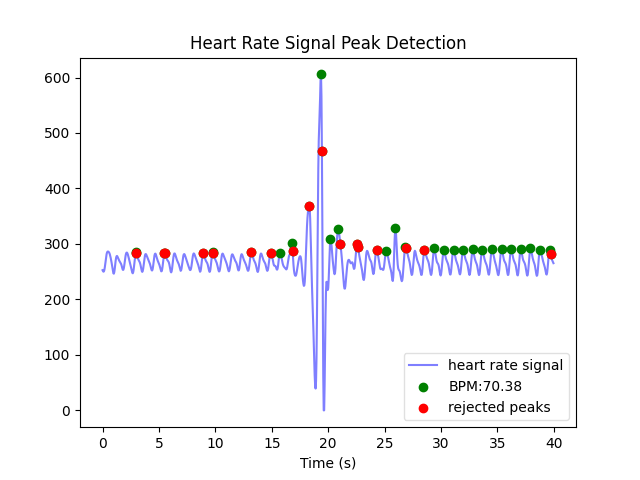 Heart Rate Signal Peak Detection
600
500
400
300
200
100
0
heart rate signal
BPM:70.38
rejected peaks
0 5 10 15 20 25 30 35 40
Time (s)